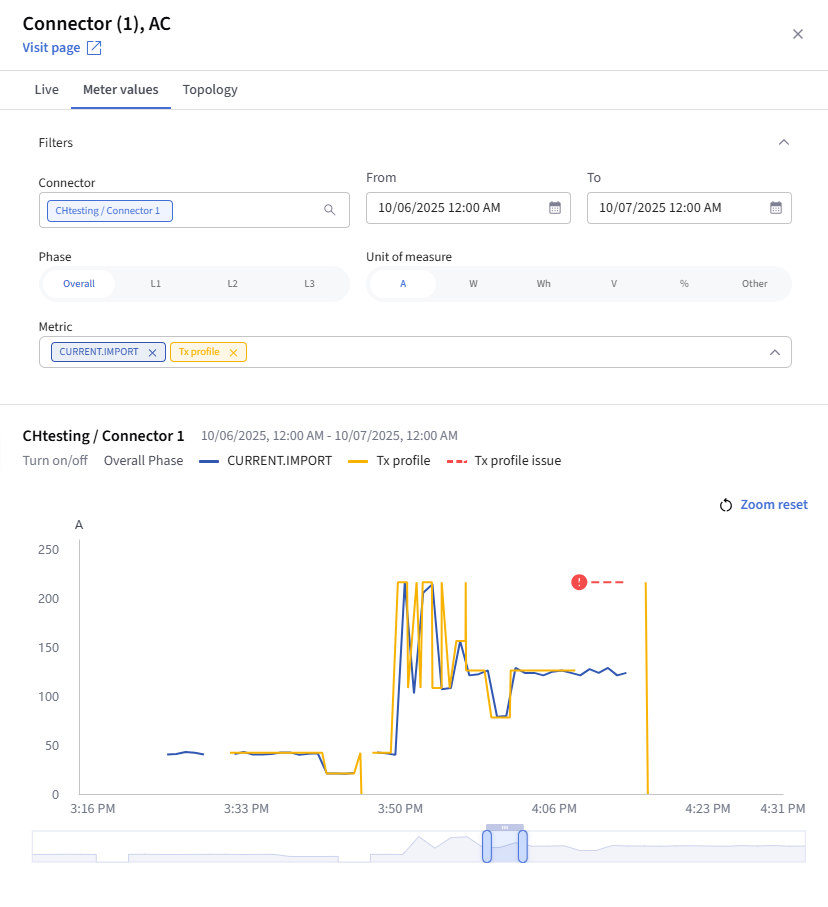 Connector (1), AC
Visit page
Live Meter values Topology
Filters
Connector From To
CHtesting / Connector 1 10/06/2025 12:00 AM 10/07/2025 12:00 AM
Phase Unit of measure
Overall L1 L2 L3 A W Wh V % Other
Metric
CURRENT.IMPORT Tx profile
CHtesting / Connector 1 10/06/2025, 12:00 AM - 10/07/2025, 12:00 AM
Turn on/off Overall Phase CURRENT.IMPORT Tx profile Tx profile issue
Zoom reset
A
250
200
150
100
50
0
3:16 PM 3:33 PM 3:50 PM 4:06 PM 4:23 PM 4:31 PM